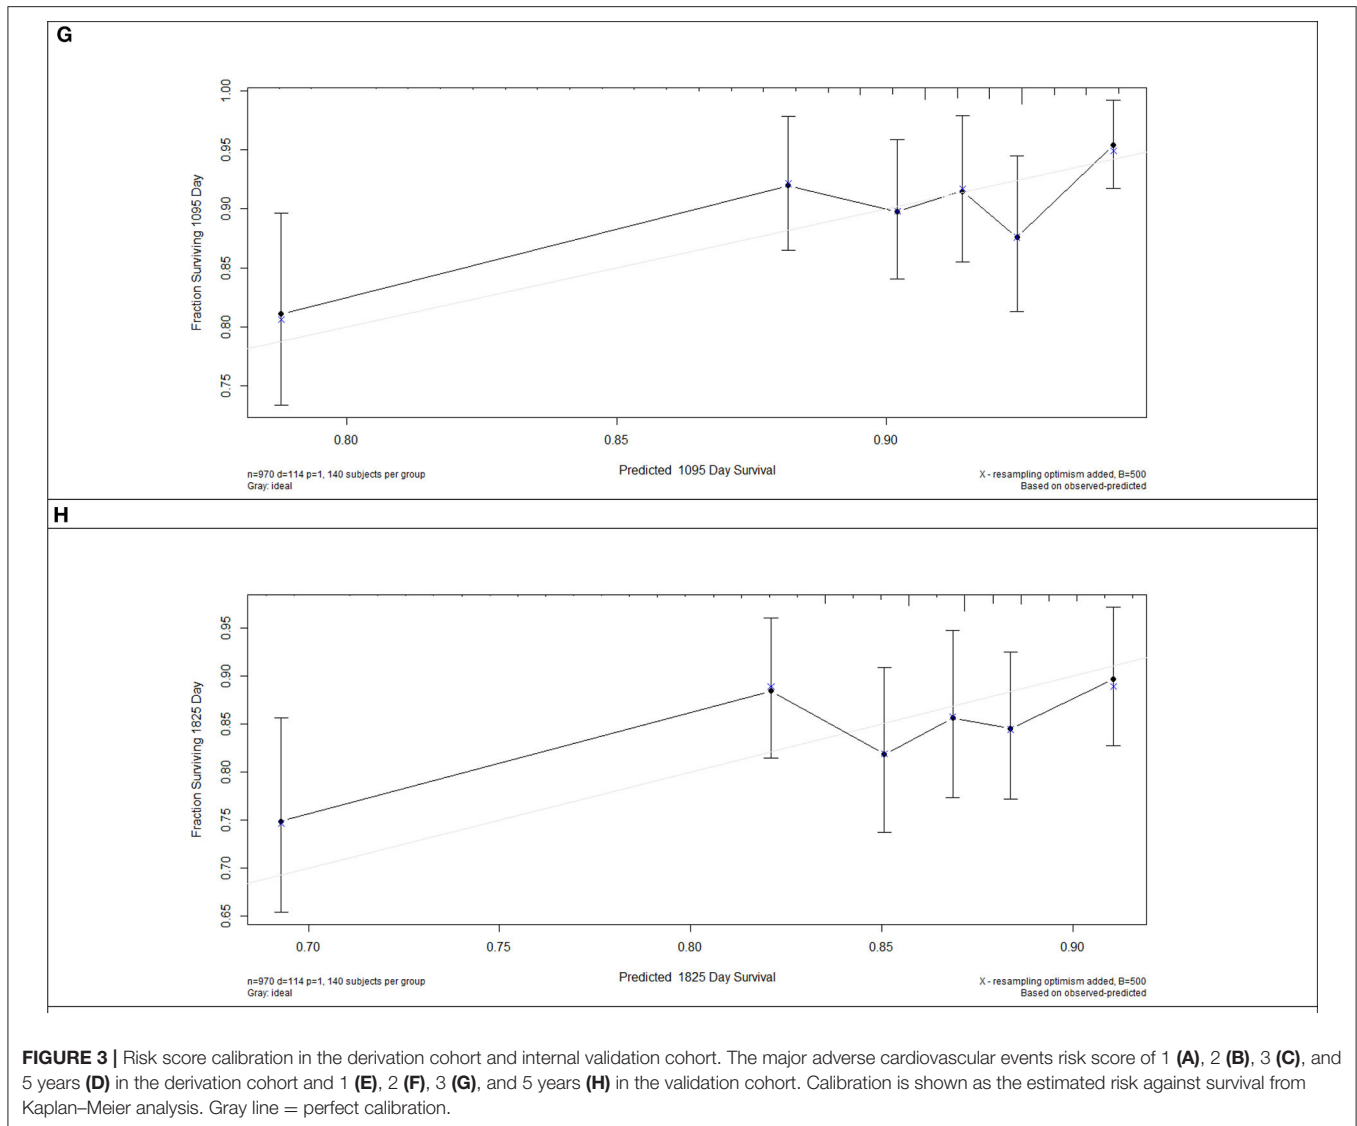 G
1.00
0.95
0.90
0.85
0.80
0.75
Fraction Surviving 1095 Day
0.80 0.85 0.90
Predicted 1095 Day Survival
n=970 d=114 p=1, 140 subjects per group
Gray: ideal
X - resampling optimism added, B=500
Based on observed-predicted
H
0.95
0.90
0.85
0.80
0.75
0.70
0.65
Fraction Surviving 1825 Day
0.70 0.75 0.80 0.85 0.90
Predicted 1825 Day Survival
n=970 d=114 p=1, 140 subjects per group
Gray: ideal
X - resampling optimism added, B=500
Based on observed-predicted
FIGURE 3 | Risk score calibration in the derivation cohort and internal validation cohort. The major adverse cardiovascular events risk score of 1 (A), 2 (B), 3 (C), and
5 years (D) in the derivation cohort and 1 (E), 2 (F), 3 (G), and 5 years (H) in the validation cohort. Calibration is shown as the estimated risk against survival from
Kaplan–Meier analysis. Gray line = perfect calibration.